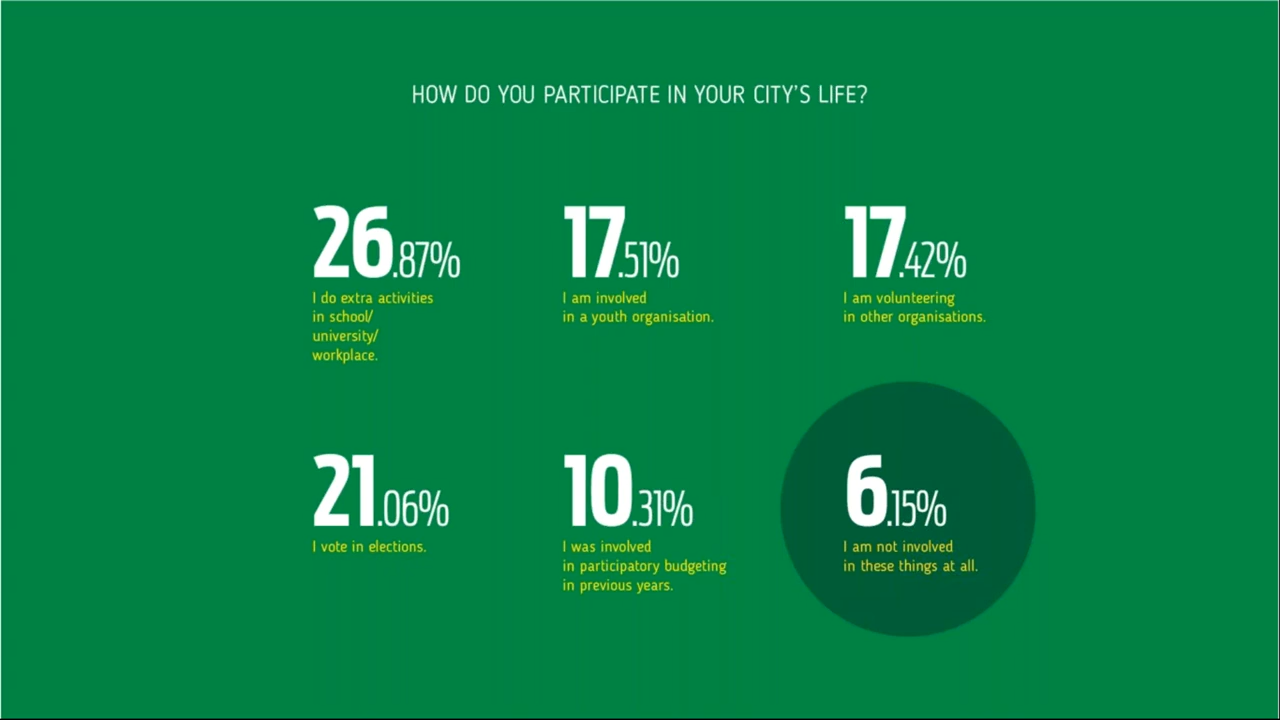 HOW DO YOU PARTICIPATE IN YOUR CITY'S LIFE?
26.87%
I do extra activities
in school/
university/
workplace.
17.51%
I am involved
in a youth organisation.
17.42%
I am volunteering
in other organisations.
21.06%
I vote in elections.
10.31%
I was involved
in participatory budgeting
in previous years.
6.15%
I am not involved
in these things at all.